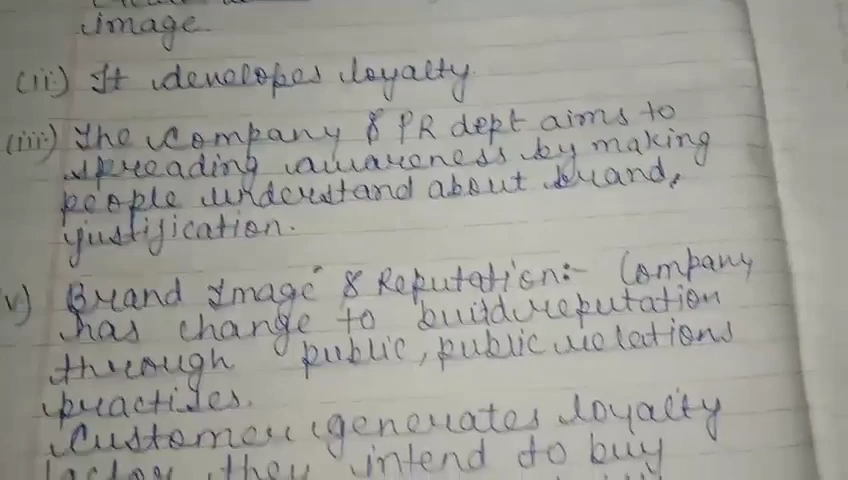 image
(ii) It developes loyalty.
(iii) The company & PR dept aims to
spreading awareness by making
people understand about brand,
justification.
v) Brand Image & Reputation:- Company
has change to build reputation
through public, public relations
practises.
Customer generates loyalty
factor, they intend to buy